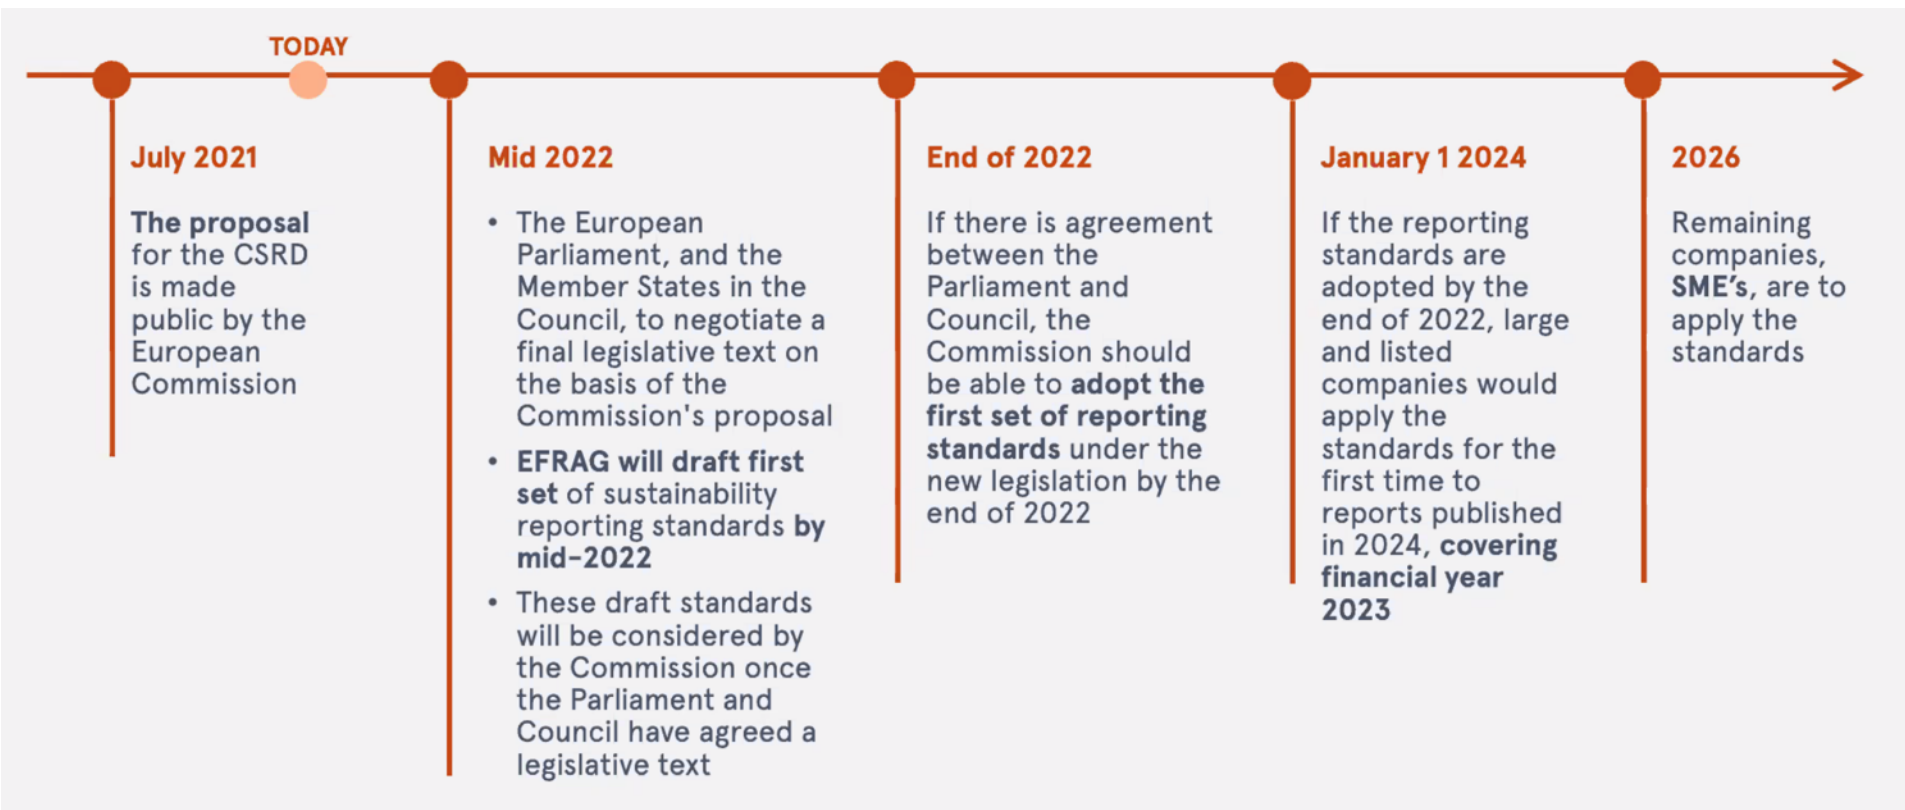 TODAY
July 2021
The proposal
for the CSRD
is made
public by the
European
Commission
Mid 2022
• The European
Parliament, and the
Member States in the
Council, to negotiate a
final legislative text on
the basis of the
Commission's proposal
• EFRAG will draft first
set of sustainability
reporting standards by
mid-2022
• These draft standards
will be considered by
the Commission once
the Parliament and
Council have agreed a
legislative text
End of 2022
If there is agreement
between the
Parliament and
Council, the
Commission should
be able to adopt the
first set of reporting
standards under the
new legislation by the
end of 2022
January 1 2024
If the reporting
standards are
adopted by the
end of 2022, large
and listed
companies would
apply the
standards for the
first time to
reports published
in 2024, covering
financial year
2023
2026
Remaining
companies,
SME's, are to
apply the
standards